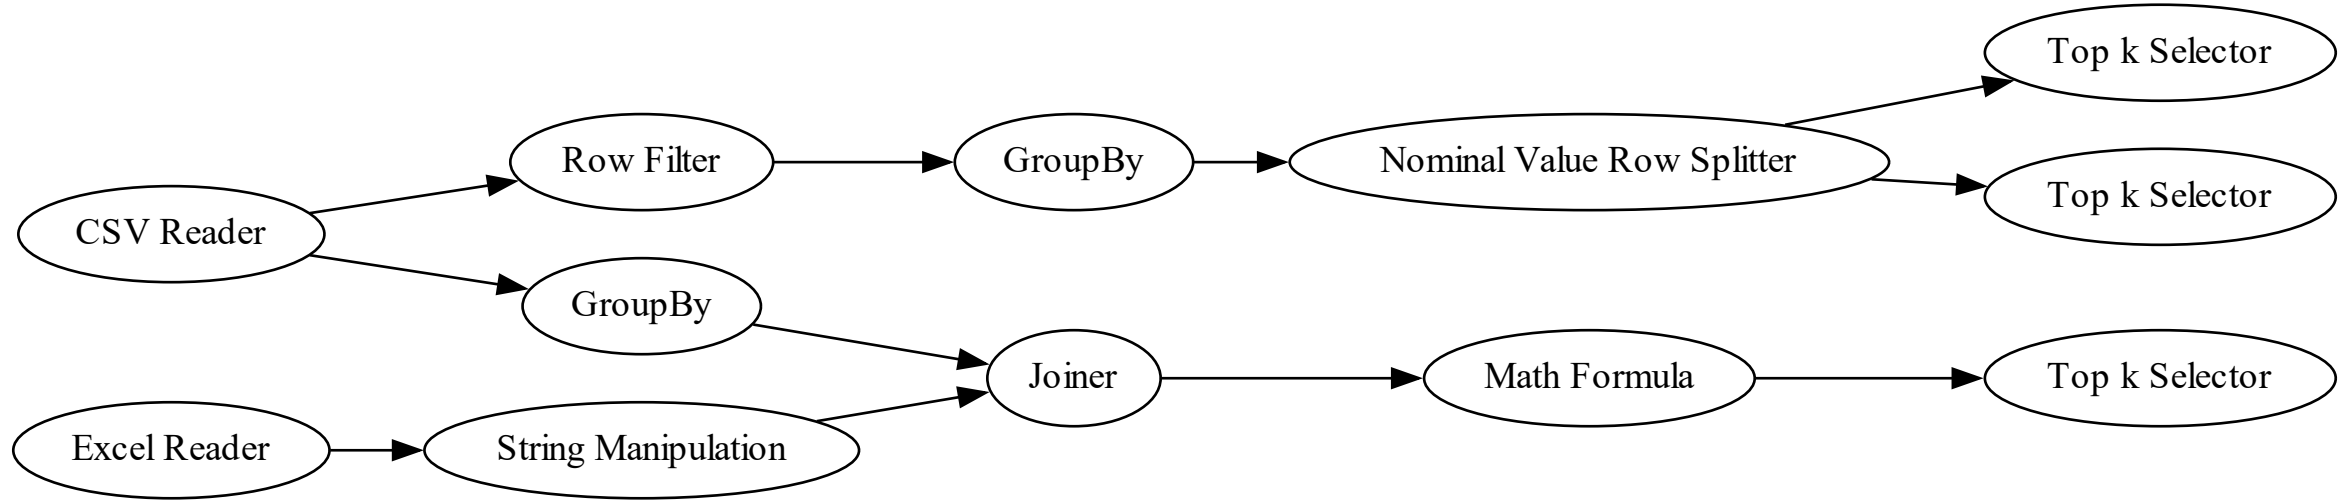 Top k Selector
Row Filter
GroupBy
Nominal Value Row Splitter
Top k Selector
CSV Reader
GroupBy
Joiner
Math Formula
Top k Selector
Excel Reader
String Manipulation